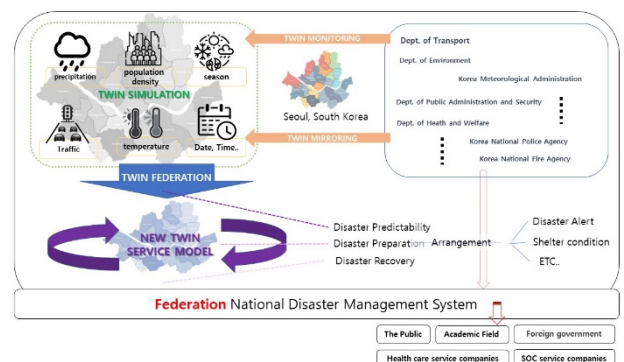 TWIN MONITORING
precipitation
population
density
season
TWIN SIMULATION
Traffic
temperature
Date, Time..
Seoul, South Korea
TWIN MIRRORING
Dept. of Transport
Dept. of Environment
Korea Meteorological Administration
Dept. of Public Administration and Security
Dept. of Heath and Welfare
Korea National Police Agency
Korea National Fire Agency
TWIN FEDERATION
NEW TWIN
SERVICE MODEL
Disaster Predictability
Disaster Preparation
Disaster Recovery
Arrangement
Disaster Alert
Shelter condition
ETC..
Federation National Disaster Management System
The Public
Academic Field
Foreign government
Health care service companies
SOC service companies